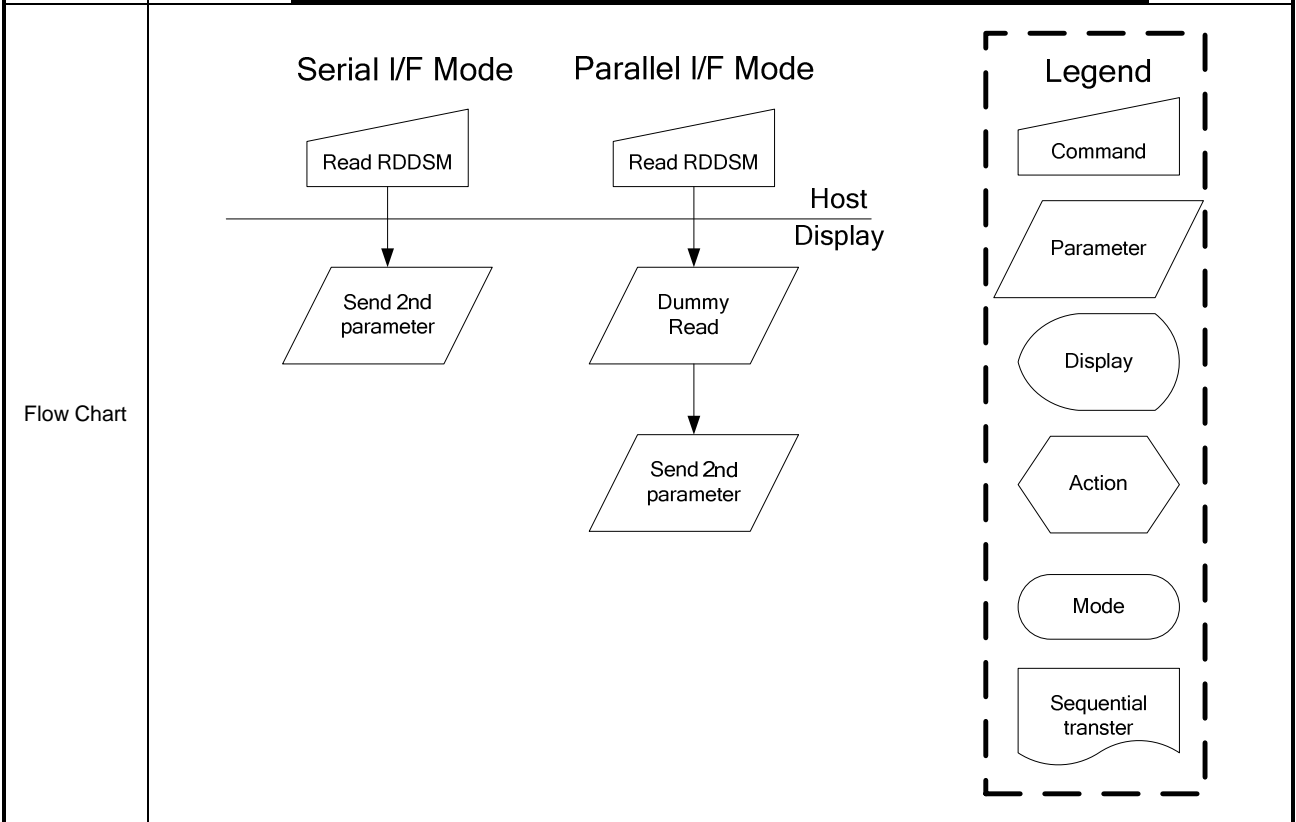 Flow Chart
Serial I/F Mode
Parallel I/F Mode
Read RDDSM
Read RDDSM
Host
Display
Send 2nd
parameter
Dummy
Read
Send 2nd
parameter
Legend
Command
Parameter
Display
Action
Mode
Sequential
transter